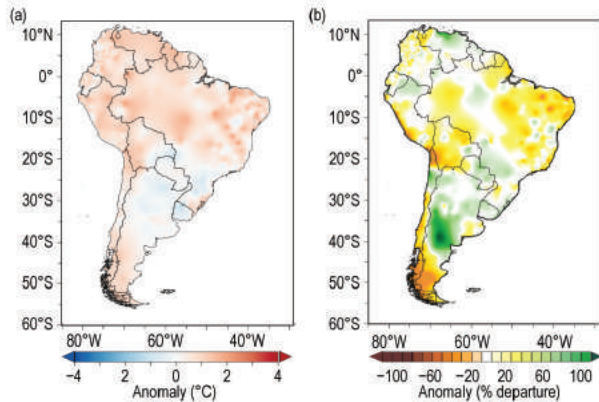 (a)
(b)
10°N
0°
10°S
20°S
30°S
40°S
50°S
60°S
80°W
60°W
40°W
−4
2
0
2
4
Anomaly (°C)
10°N
0°
10°S
20°S
30°S
40°S
50°S
60°S
80°W
60°W
40°W
−100
−60
−20
20
60
100
Anomaly (% departure)